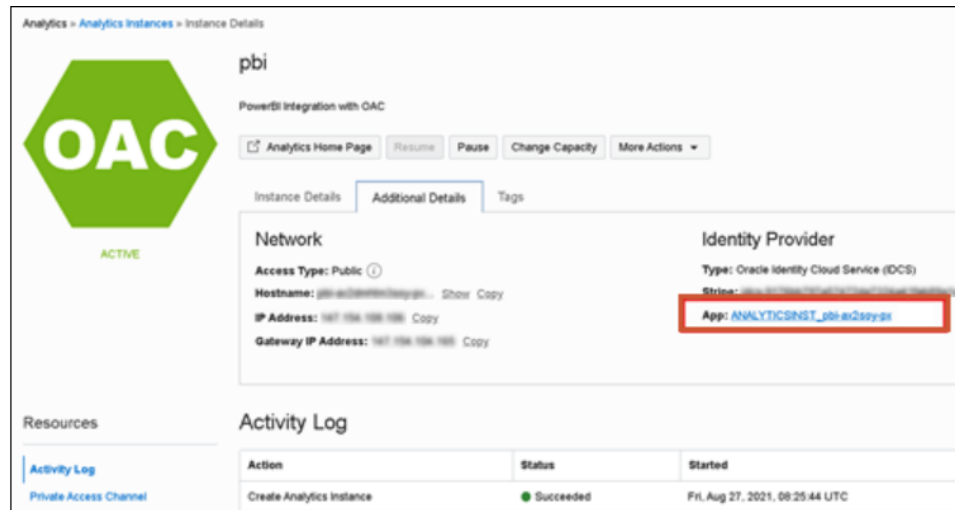 Analytics » Analytics Instances » Instance Details
OAC
ACTIVE
pbi
PowerBI Integration with OAC
Analytics Home Page Resume Pause Change Capacity More Actions
Instance Details Additional Details Tags
Network
Access Type: Public
Hostname: Show Copy
IP Address: Copy
Gateway IP Address: Copy
Identity Provider
Type: Oracle Identity Cloud Service (IDCS)
Stripe:
App: ANALYTICSINST_pbi-ax2soy-px
Resources
Activity Log
Private Access Channel
Activity Log
Action Status Started
Create Analytics Instance Succeeded Fri, Aug 27, 2021, 08:25:44 UTC